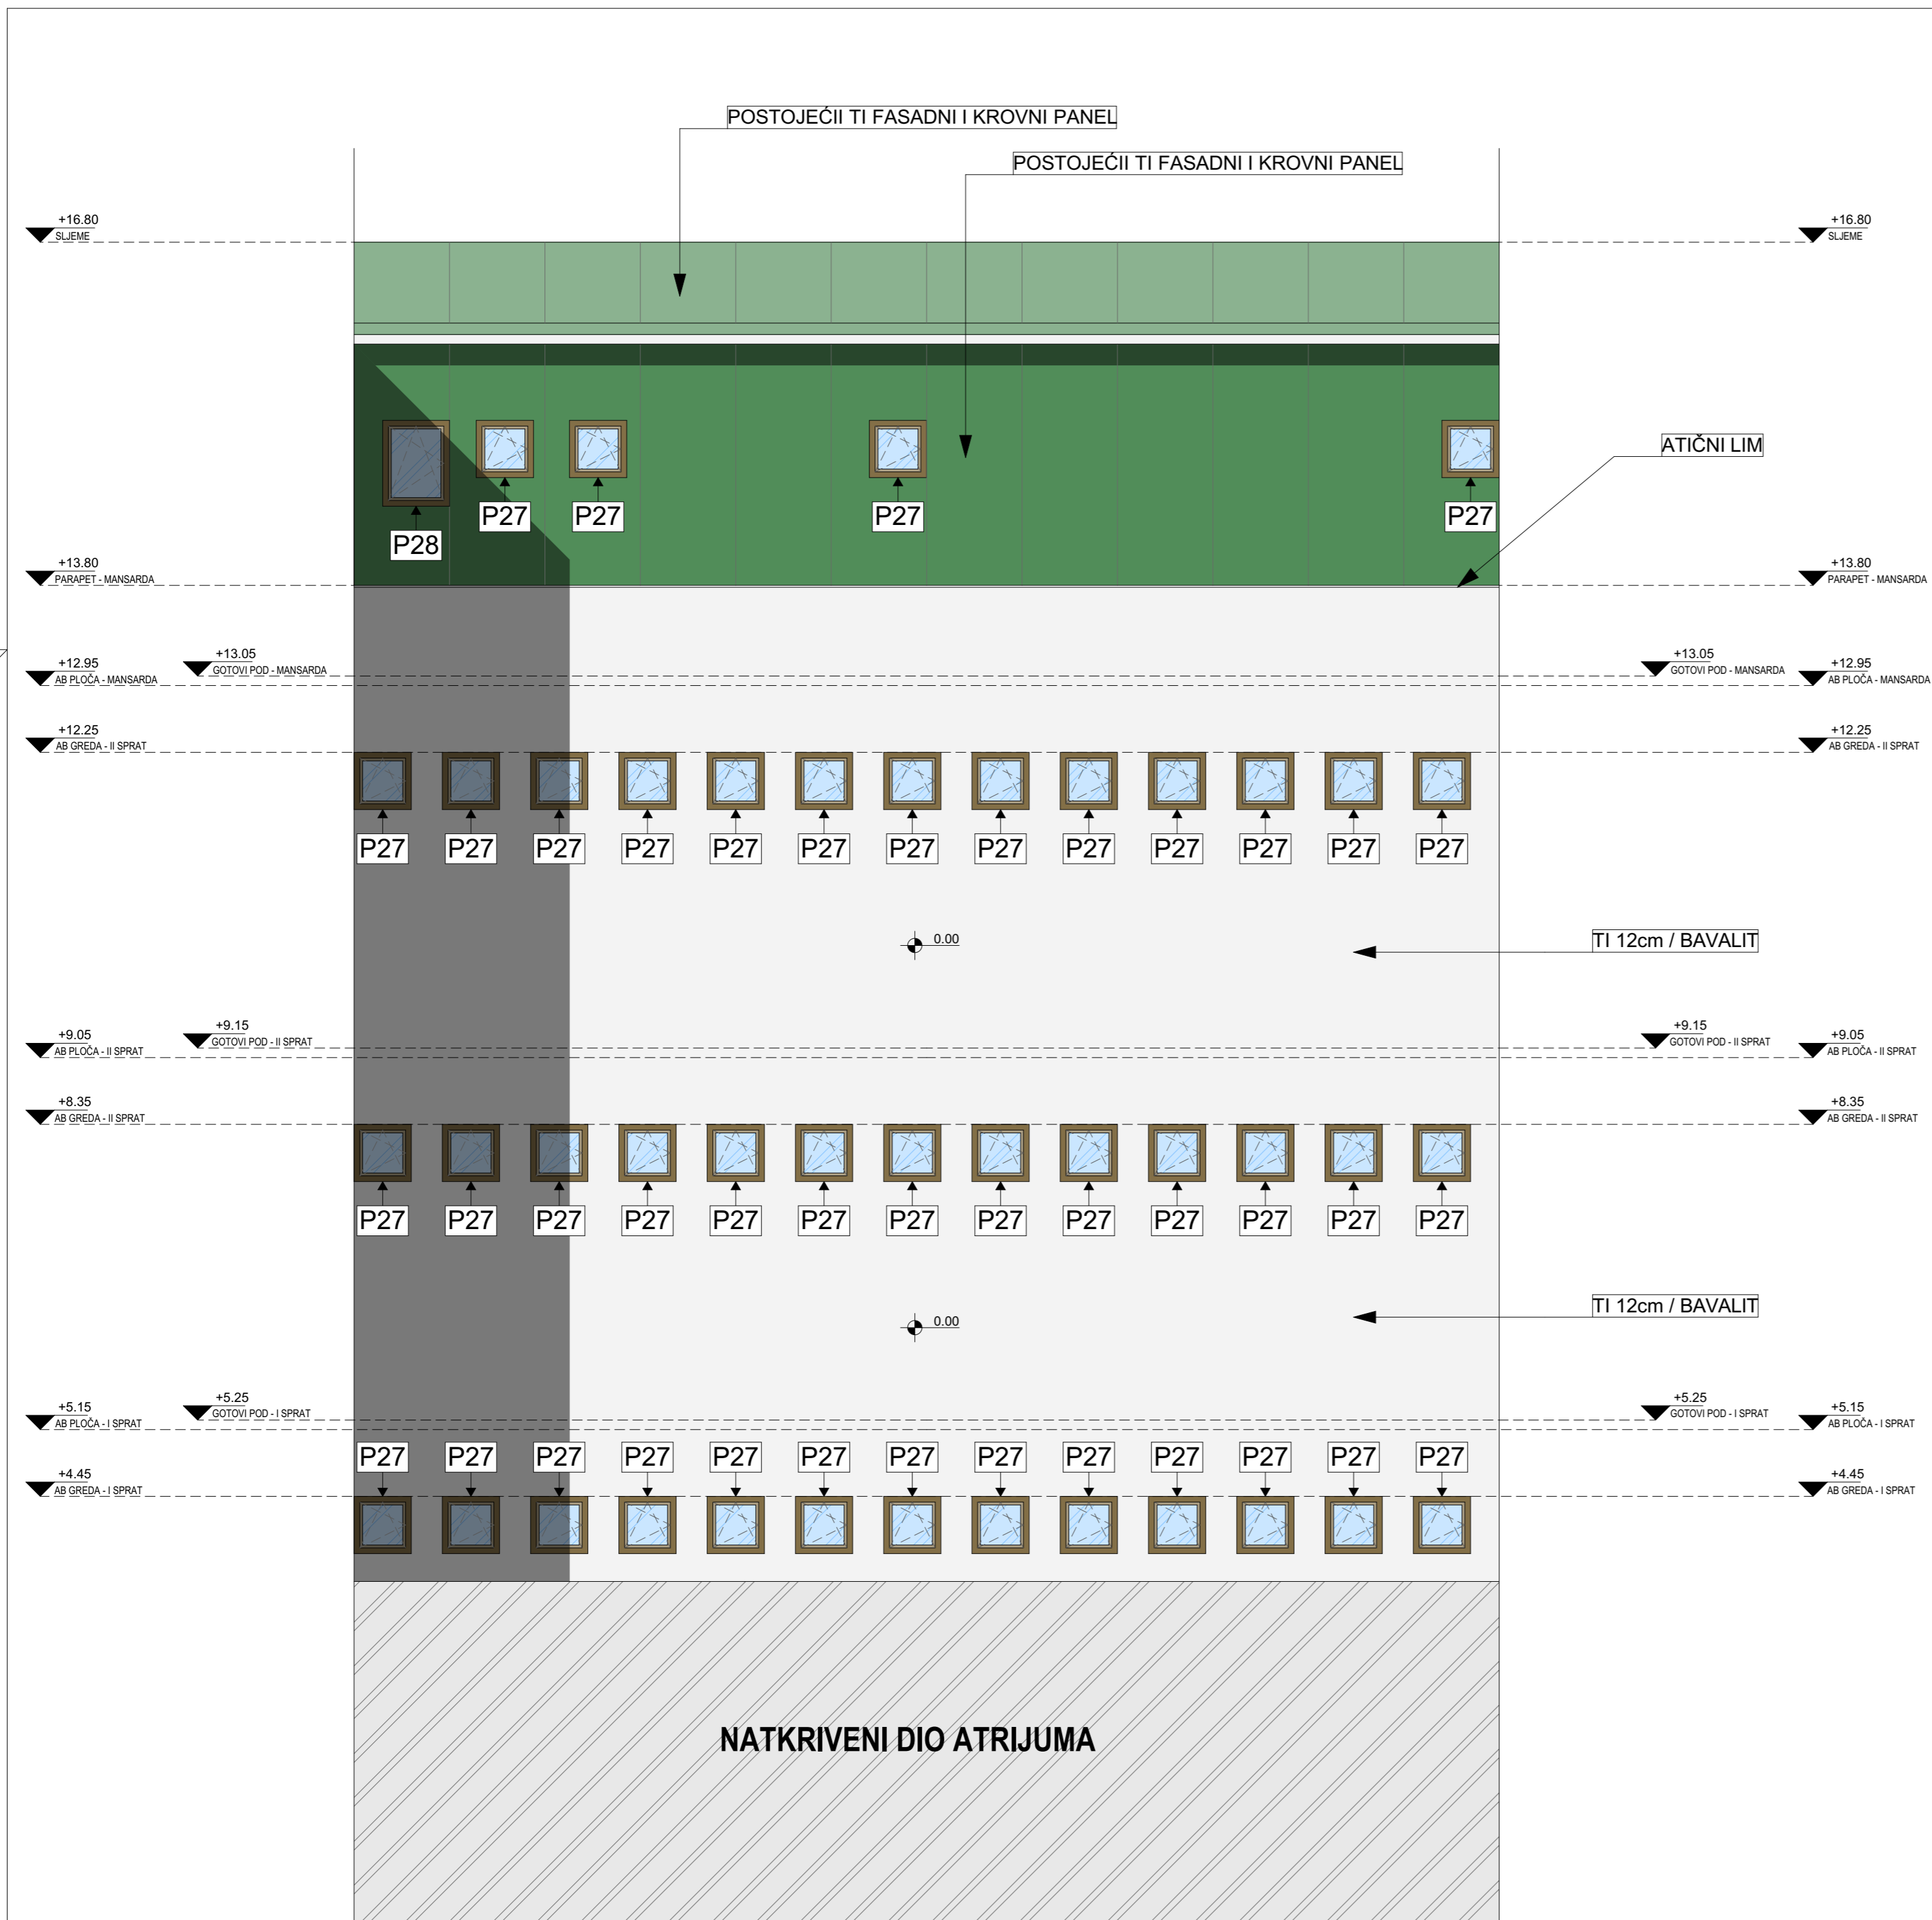 POSTOJEĆII TI FASADNI I KROVNI PANEL
POSTOJEĆII TI FASADNI I KROVNI PANEL
+16.80 +16.80
SLJEME SLJEME
ATIČNI LIM
P27 P27 P27 P27
P28
+13.80 +13.80
PARAPET - MANSARDA PARAPET - MANSARDA
+13.05 +13.05
GOTOVI POD - MANSARDA GOTOVI POD - MANSARDA
+12.95 +12.95
AB PLOČA - MANSARDA AB PLOČA - MANSARDA
+12.25 +12.25
AB GREDA - II SPRAT AB GREDA - II SPRAT
P27 P27 P27 P27 P27 P27 P27 P27 P27 P27 P27 P27 P27
0.00
TI 12cm / BAVALIT
+9.15 +9.15
GOTOVI POD - II SPRAT GOTOVI POD - II SPRAT
+9.05 +9.05
AB PLOČA - II SPRAT AB PLOČA - II SPRAT
+8.35 +8.35
AB GREDA - II SPRAT AB GREDA - II SPRAT
P27 P27 P27 P27 P27 P27 P27 P27 P27 P27 P27 P27 P27
TI 12cm / BAVALIT
0.00
+5.25 +5.25
GOTOVI POD - I SPRAT GOTOVI POD - I SPRAT
+5.15 +5.15
AB PLOČA - I SPRAT AB PLOČA - I SPRAT
P27 P27 P27 P27 P27 P27 P27 P27 P27 P27 P27 P27 P27
+4.45 +4.45
AB GREDA - I SPRAT AB GREDA - I SPRAT
NATKRIVENI DIO ATRIJUMA